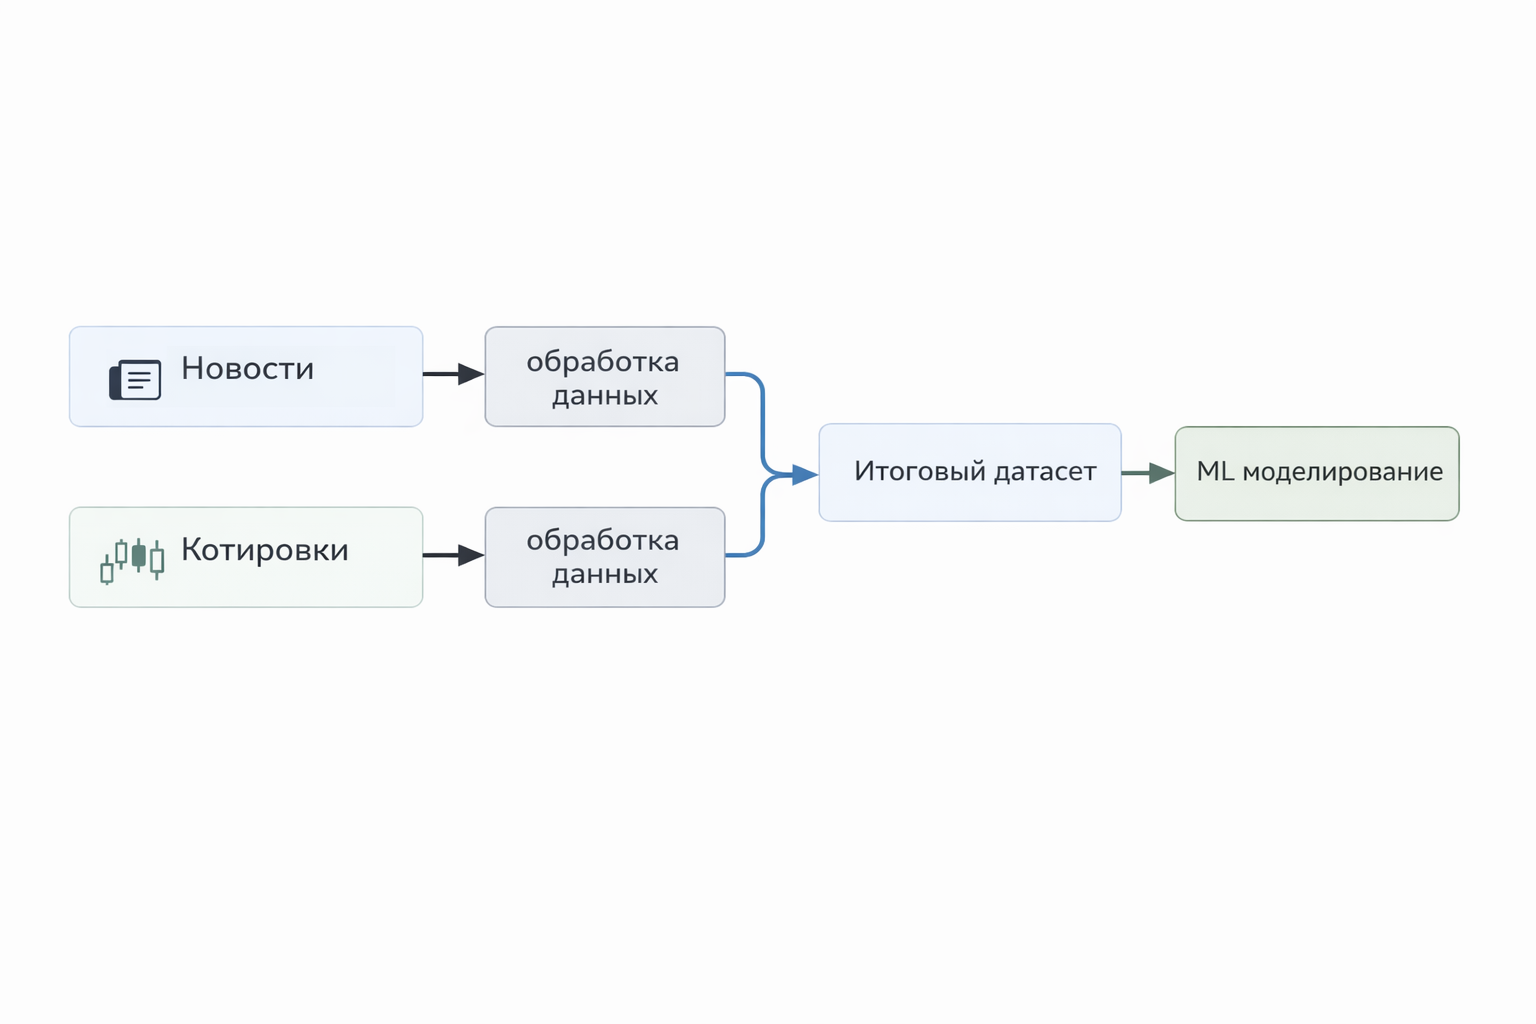 Новости
обработка
данных
Котировки
обработка
данных
Итоговый датасет
ML моделирование